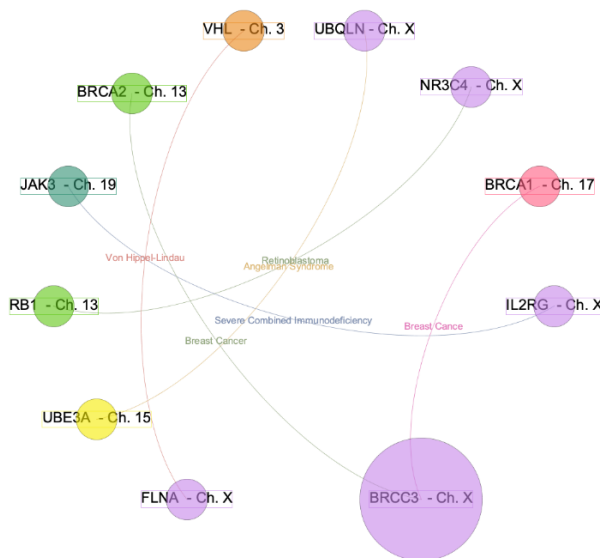 VHL - Ch. 3
UBQLN - Ch. X
BRCA2 - Ch. 13
NR3C4 - Ch. X
JAK3 - Ch. 19
BRCA1 - Ch. 17
Von Hippel-Lindau
Retinoblastoma
Angelman Syndrome
RB1 - Ch. 13
IL2RG - Ch. X
Severe Combined Immunodeficiency
Breast Cance
Breast Cancer
UBE3A - Ch. 15
FLNA - Ch. X
BRCC3 - Ch. X